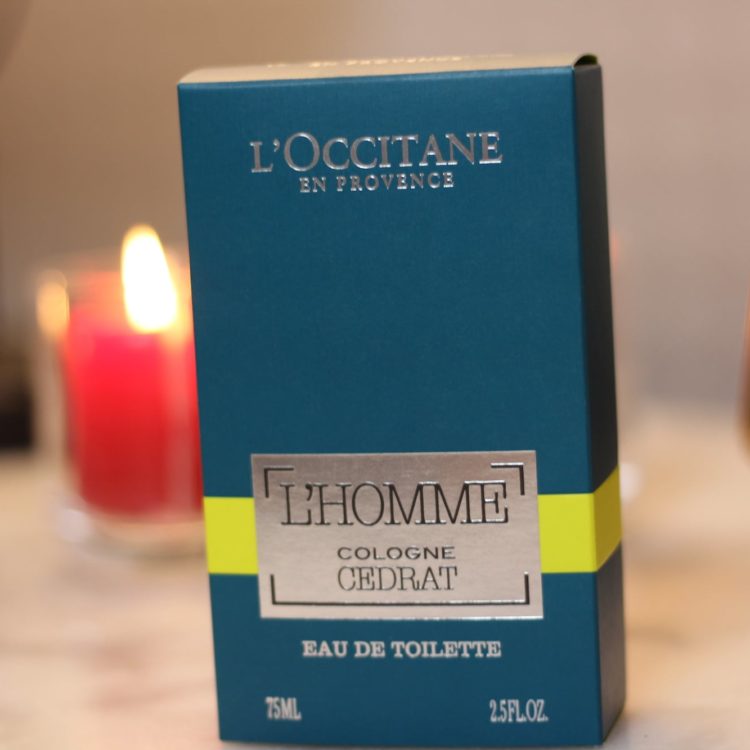 L'OCCITANE
EN PROVENCE
L'HOMME
COLOGNE
CEDRAT
EAU DE TOILETTE
75ML 2.5FL.OZ.